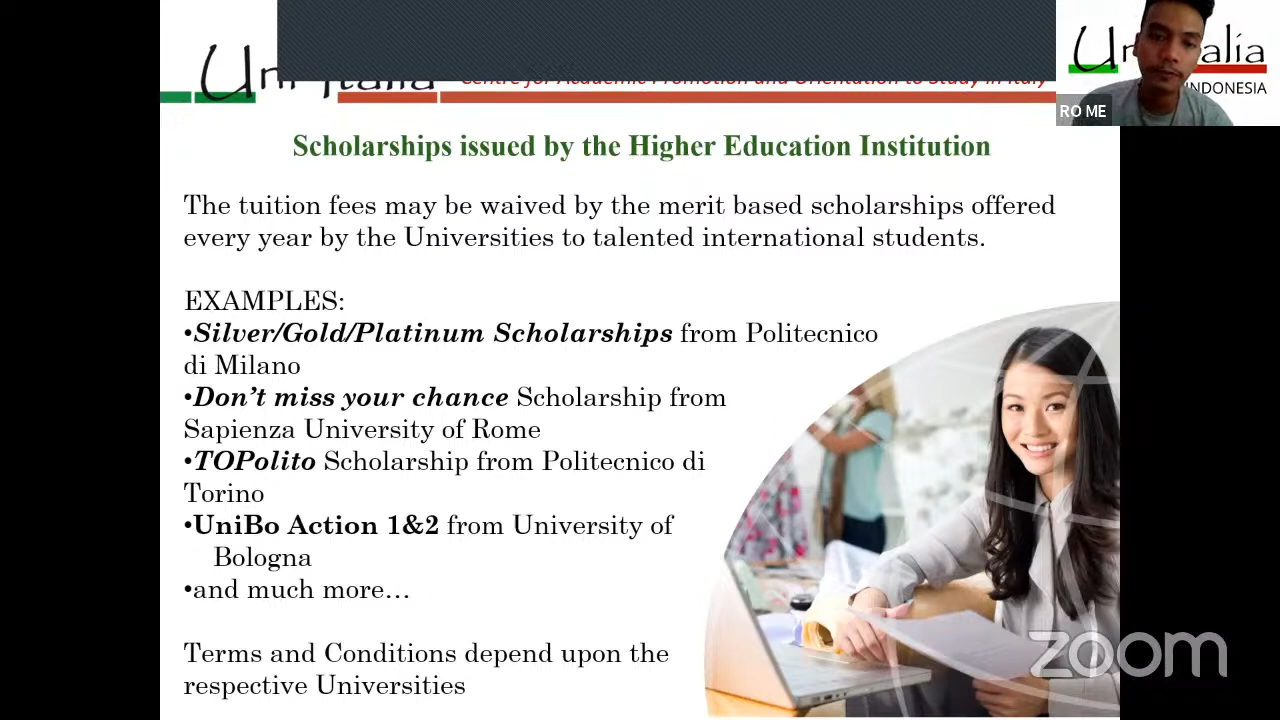 Uni-Italia
Centre for Academic Promotion and Orientation to Study in Italy
INDONESIA
RO ME
Scholarships issued by the Higher Education Institution
The tuition fees may be waived by the merit based scholarships offered
every year by the Universities to talented international students.
EXAMPLES:
•Silver/Gold/Platinum Scholarships from Politecnico
di Milano
•Don't miss your chance Scholarship from
Sapienza University of Rome
•TOPolito Scholarship from Politecnico di
Torino
•UniBo Action 1&2 from University of
Bologna
•and much more…
Terms and Conditions depend upon the
respective Universities
zoom